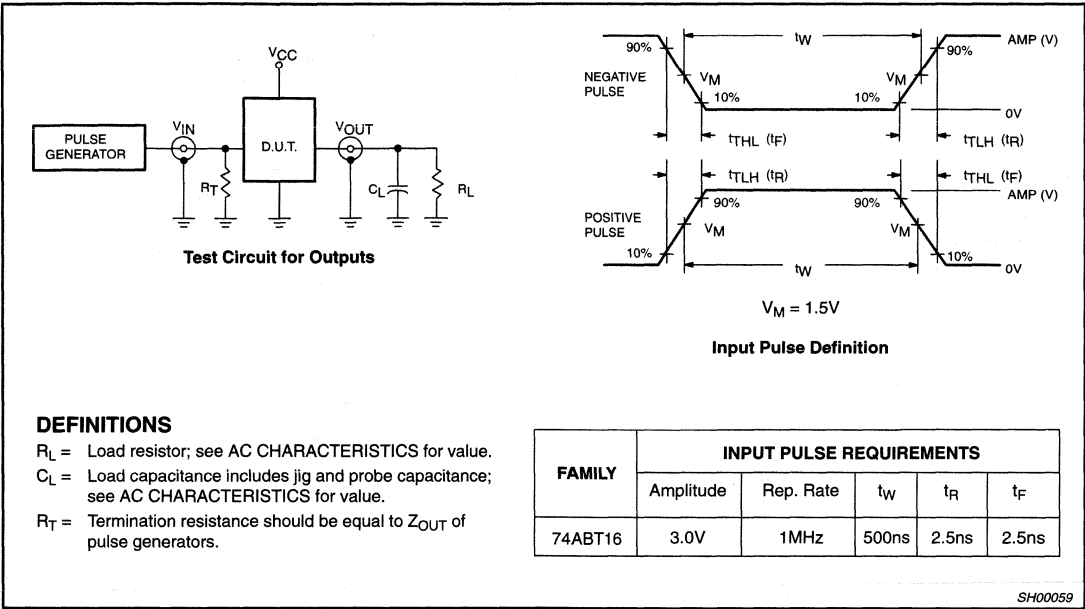 VCC
PULSE
GENERATOR
VIN
D.U.T.
VOUT
RT
CL
RL
Test Circuit for Outputs
90%
tW
90%
AMP (V)
NEGATIVE
PULSE
VM
VM
10%
10%
0V
tTHL (tF)
tTLH (tR)
tTLH (tR)
tTHL (tF)
AMP (V)
90%
90%
POSITIVE
PULSE
VM
VM
10%
10%
tW
0V
VM = 1.5V
Input Pulse Definition
DEFINITIONS
RL = Load resistor; see AC CHARACTERISTICS for value.
CL = Load capacitance includes jig and probe capacitance;
see AC CHARACTERISTICS for value.
RT = Termination resistance should be equal to ZOUT of
pulse generators.
FAMILY
INPUT PULSE REQUIREMENTS
Amplitude Rep. Rate tW tR tF
74ABT16 3.0V 1MHz 500ns 2.5ns 2.5ns
SH00059